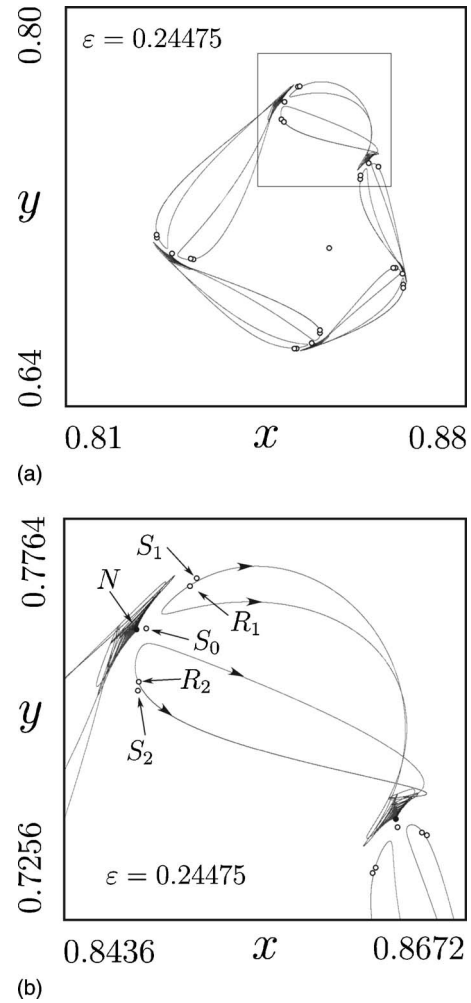 0.80
ε = 0.24475
y
0.64
0.81
x
0.88
(a)
0.7764
S₁
N
R₁
S₀
R₂
y
S₂
0.7256
ε = 0.24475
0.8436
x
0.8672
(b)